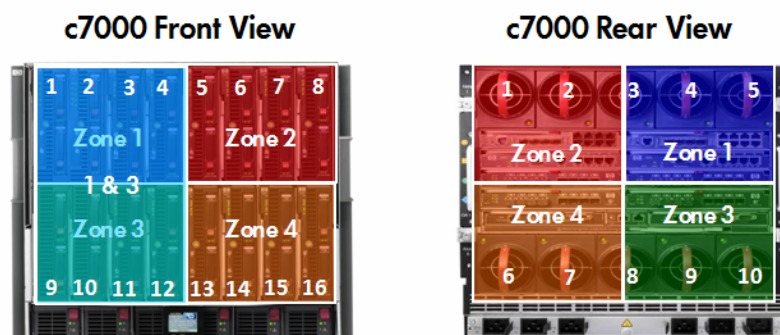 c7000 Front View
1 2 3 4 5 6 7 8
Zone 1 Zone 2
1 & 3
Zone 3 Zone 4
9 10 11 12 13 14 15 16
c7000 Rear View
1 2 3 4 5
Zone 2 Zone 1
Zone 4 Zone 3
6 7 8 9 10